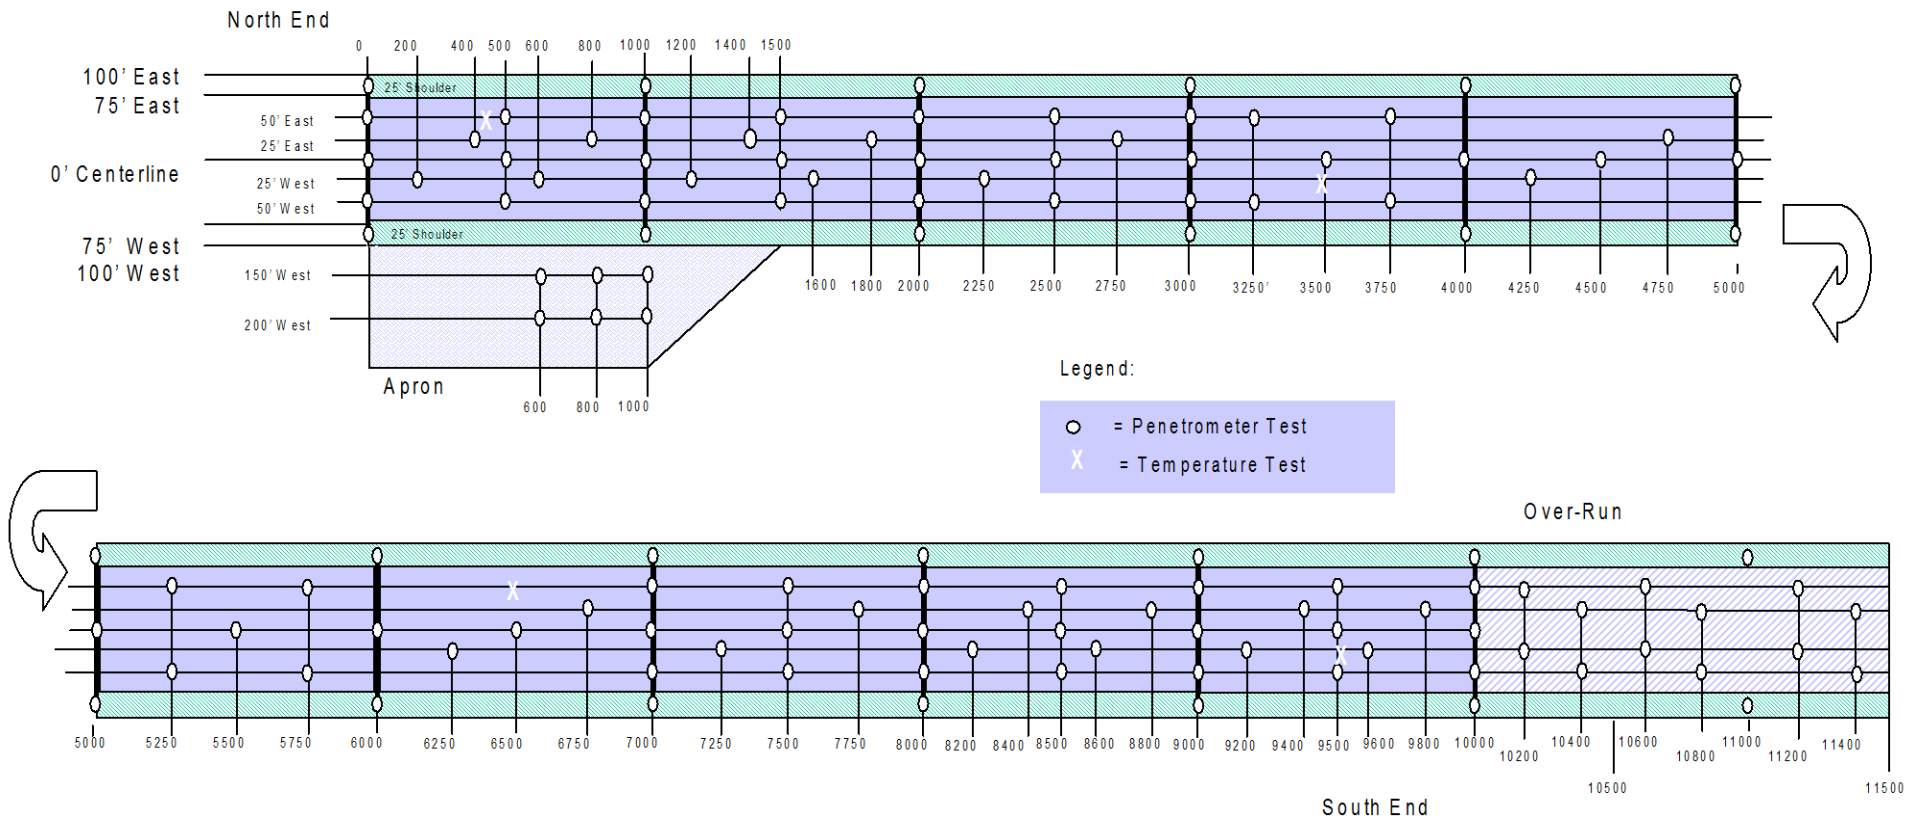 North End
0 200 400 500 600 800 1000 1200 1400 1500
100' East
25' Shoulder
75' East
50' East
25' East
0' Centerline
25' West
50' West
25' Shoulder
75' West
100' West
150' West
200' West
1600 1800 2000 2250 2500 2750 3000 3250' 3500 3750 4000 4250 4500 4750 5000
Apron
600 800 1000
Legend:
= Penetrometer Test
X = Temperature Test
Over-Run
5000 5250 5500 5750 6000 6250 6500 6750 7000 7250 7500 7750 8000 8200 8400 8500 8600 8800 9000 9200 9400 9500 9600 9800 10000 10200 10400 10600 10800 11000 11200 11400
10500 11500
South End